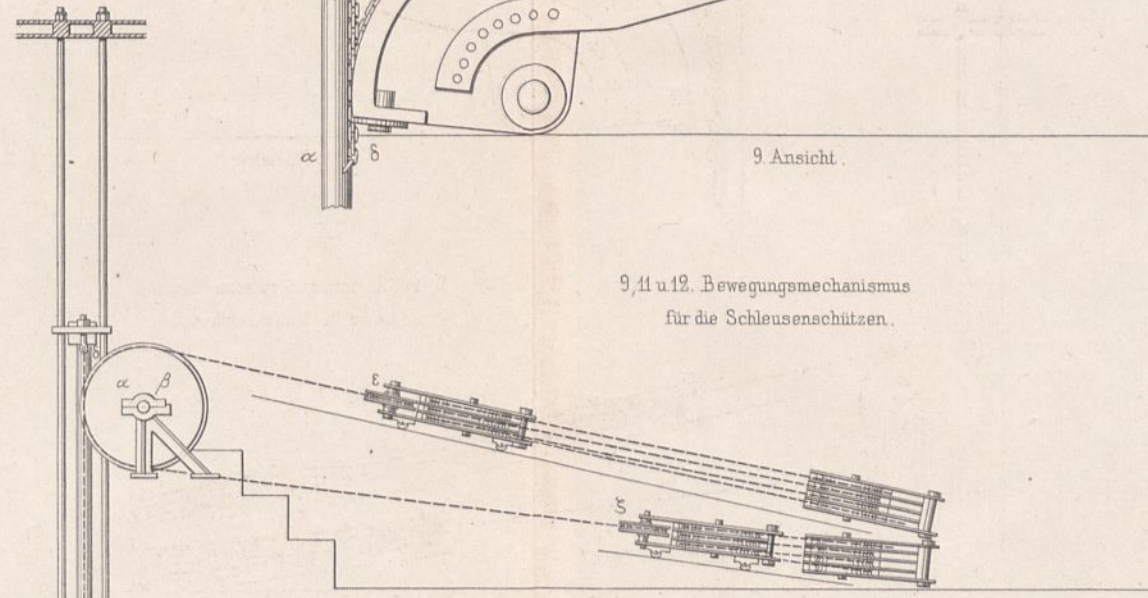 α δ
9. Ansicht.
9, 11 u 12. Bewegungsmechanismus
für die Schleusenschützen.
α β
ε
ζ